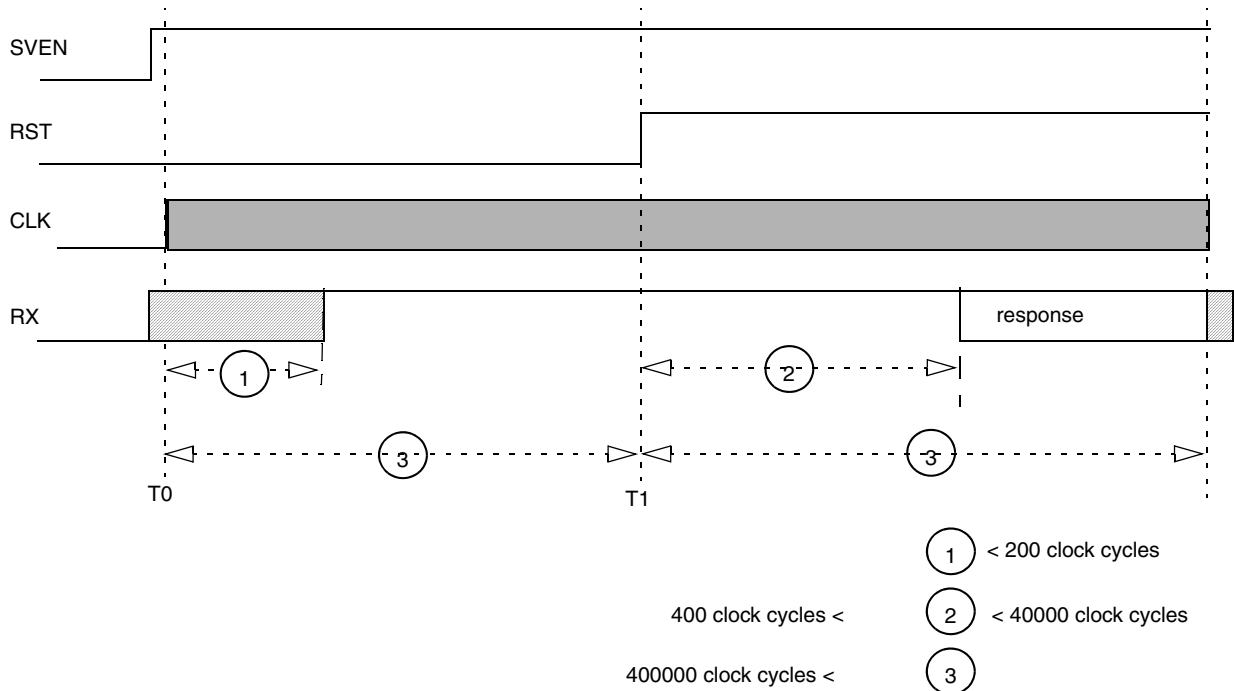 SVEN
RST
CLK
RX
response
1
2
3
3
T0
T1
1 < 200 clock cycles
400 clock cycles < 2 < 40000 clock cycles
400000 clock cycles < 3